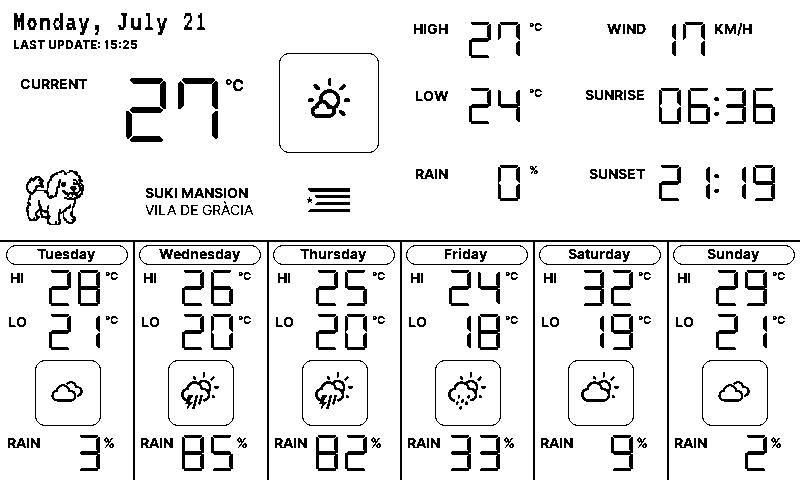 Monday, July 21
LAST UPDATE: 15:25
CURRENT 27 °C
HIGH 27 °C
WIND 17 KM/H
LOW 24 °C
SUNRISE 06:36
RAIN 0 %
SUNSET 21:19
SUKI MANSION
VILA DE GRÀCIA
Tuesday
HI 28 °C
LO 21 °C
RAIN 3 %
Wednesday
HI 26 °C
LO 20 °C
RAIN 85 %
Thursday
HI 25 °C
LO 20 °C
RAIN 82 %
Friday
HI 24 °C
LO 18 °C
RAIN 33 %
Saturday
HI 32 °C
LO 19 °C
RAIN 9 %
Sunday
HI 29 °C
LO 21 °C
RAIN 2 %